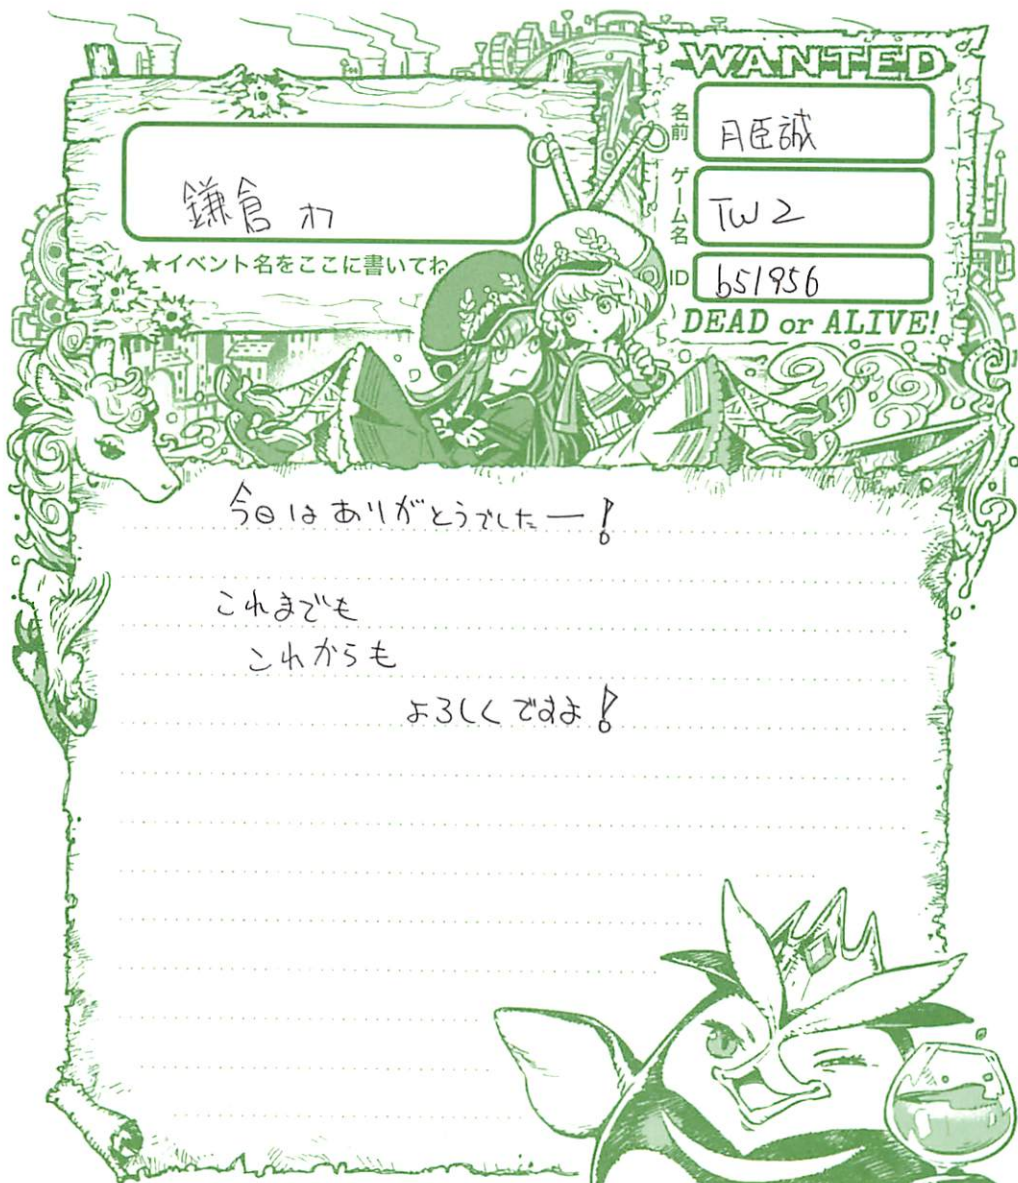 WANTED
名前
月臣誠
ゲーム名
TW2
ID
b51956
DEAD or ALIVE!
鎌倉オフ
★イベント名をここに書いてね
今日はありがとうでしたー!
これまでも
これからも
よろしくですよ!